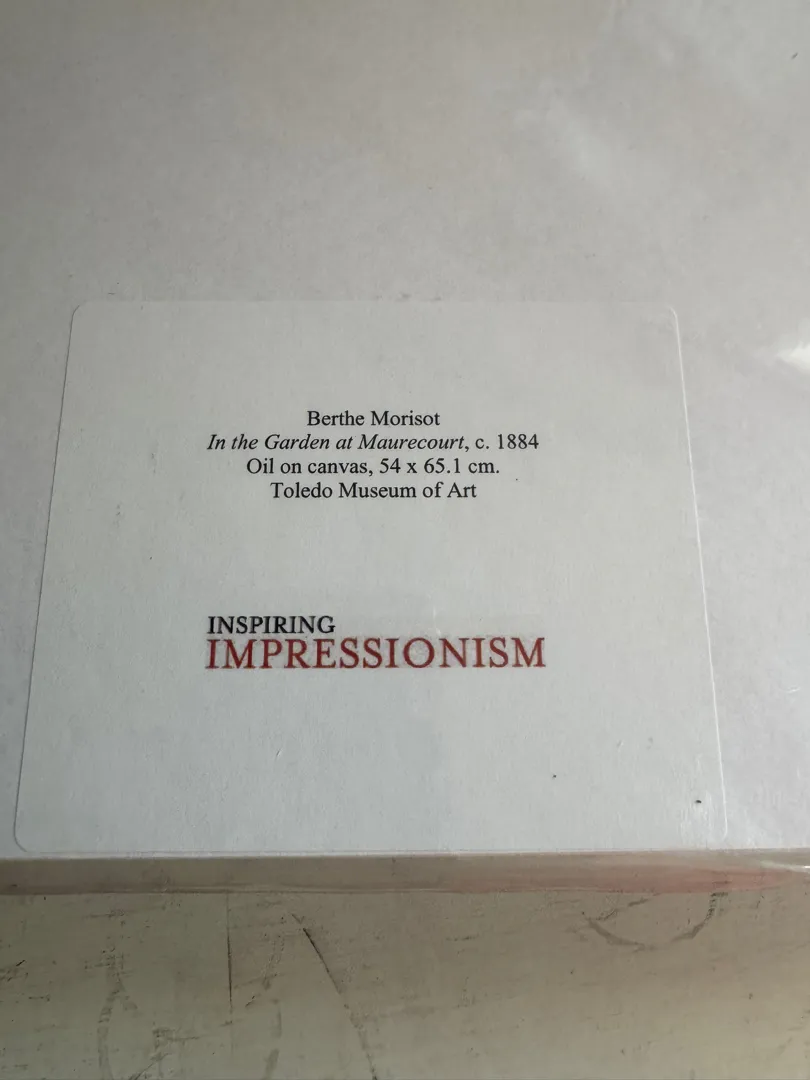 Berthe Morisot
In the Garden at Maurecourt, c. 1884
Oil on canvas, 54 x 65.1 cm.
Toledo Museum of Art
INSPIRING
IMPRESSIONISM